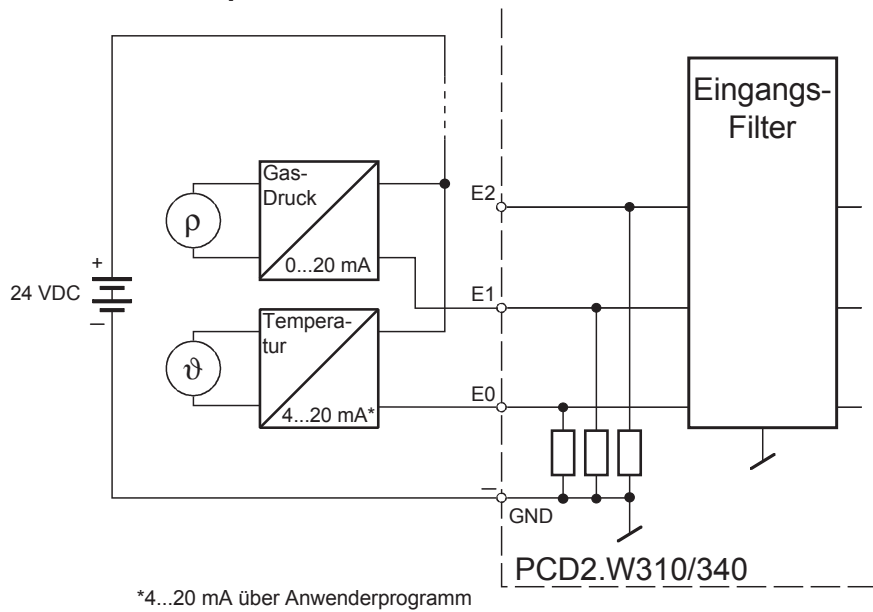 Gas-
Druck
ρ
0...20 mA
+
24 VDC
–
Tempera-
tur
ϑ
4...20 mA*
E2
E1
E0
–
GND
Eingangs-
Filter
PCD2.W310/340
*4...20 mA über Anwenderprogramm